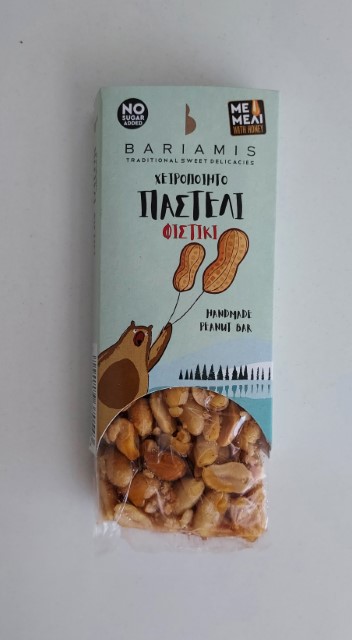 NO
SUGAR
ADDED
ΜΕ
ΜΕΛΙ
WITH HONEY
BARIAMIS
TRADITIONAL SWEET DELICACIES
ΧΕΙΡΟΠΟΙΗΤΟ
ΠΑΣΤΕΛΙ
ΦΙΣΤΙΚΙ
HANDMADE
PEANUT BAR